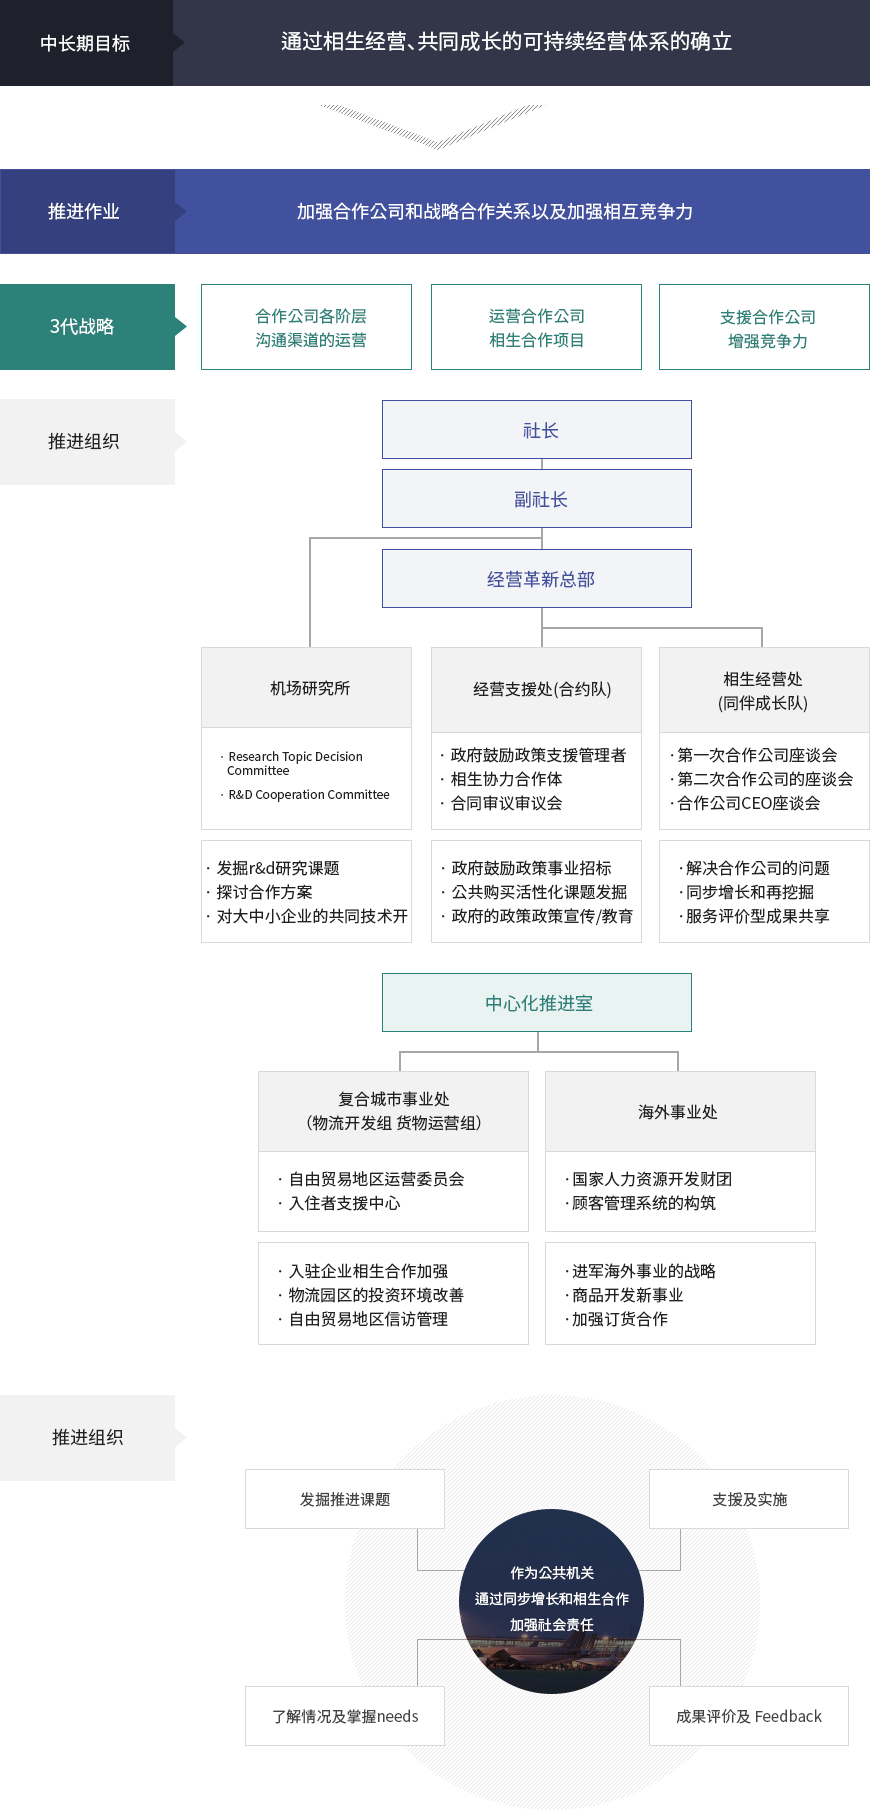 中长期目标
通过相生经营、共同成长的可持续经营体系的确立
推进作业
加强合作公司和战略合作关系以及加强相互竞争力
3代战略
合作公司各阶层
沟通渠道的运营
运营合作公司
相生合作项目
支援合作公司
增强竞争力
推进组织
社长
副社长
经营革新总部
机场研究所
· Research Topic Decision
Committee
· R&D Cooperation Committee
· 发掘r&d研究课题
· 探讨合作方案
· 对大中小企业的共同技术开
经营支援处(合约队)
· 政府鼓励政策支援管理者
· 相生协力合作体
· 合同审议审议会
· 政府鼓励政策事业招标
· 公共购买活性化课题发掘
· 政府的政策政策宣传/教育
相生经营处
(同伴成长队)
· 第一次合作公司座谈会
· 第二次合作公司的座谈会
· 合作公司CEO座谈会
· 解决合作公司的问题
· 同步增长和再挖掘
· 服务评价型成果共享
中心化推进室
复合城市事业处
（物流开发组 货物运营组）
· 自由贸易地区运营委员会
· 入住者支援中心
· 入驻企业相生合作加强
· 物流园区的投资环境改善
· 自由贸易地区信访管理
海外事业处
· 国家人力资源开发财团
· 顾客管理系统的构筑
· 进军海外事业的战略
· 商品开发新事业
· 加强订货合作
推进组织
发掘推进课题
支援及实施
作为公共机关
通过同步增长和相生合作
加强社会责任
了解情况及掌握needs
成果评价及 Feedback